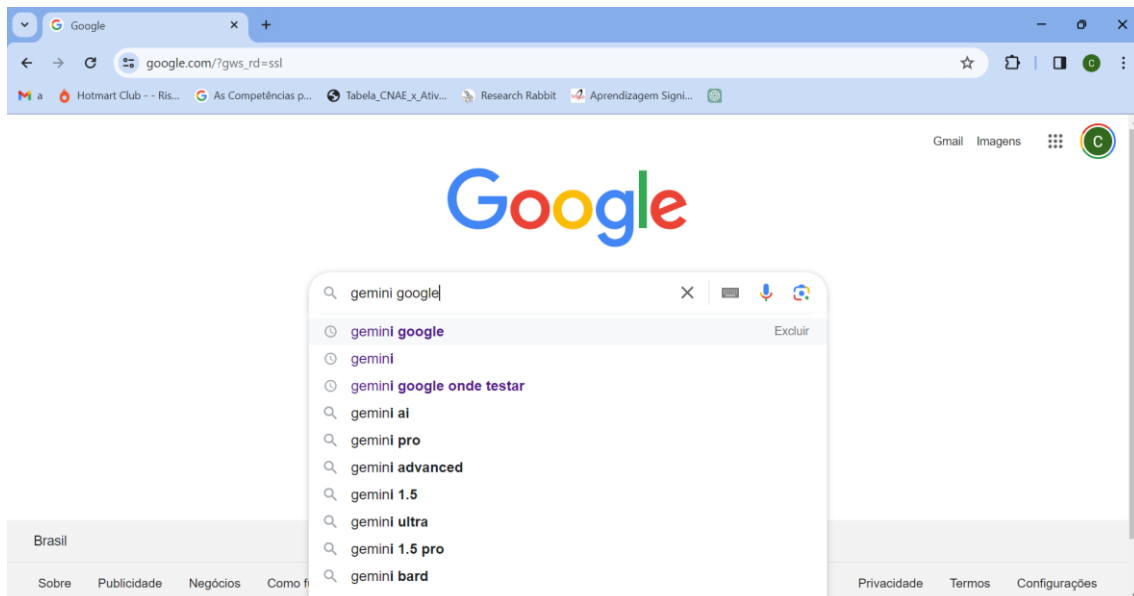 Google
google.com/?gws_rd=ssl
a Hotmart Club - - Ris... As Competências p... Tabela_CNAE_x_Ativ... Research Rabbit Aprendizagem Signi...
C
Gmail Imagens C
Google
gemini google
gemini google Excluir
gemini
gemini google onde testar
gemini ai
gemini pro
gemini advanced
gemini 1.5
gemini ultra
gemini 1.5 pro
gemini bard
Brasil
Sobre Publicidade Negócios Como f Privacidade Termos Configurações